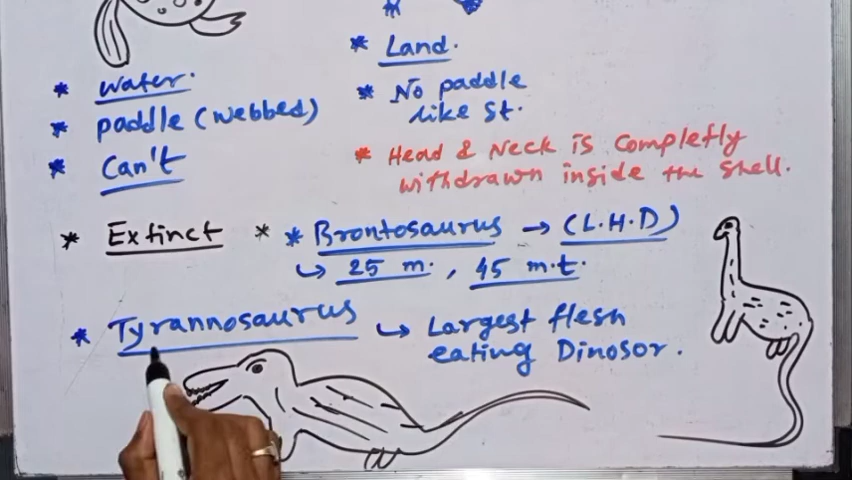 * Water.
* paddle (webbed)
* Can't
* Land.
* No paddle
like St.
* Head & Neck is Completly
withdrawn inside the shell.
* Extinct * * Brontosaurus → (L.H.D)
↳ 25 m. , 45 m.t.
* Tyrannosaurus ↳ Largest flesh
eating Dinosor.